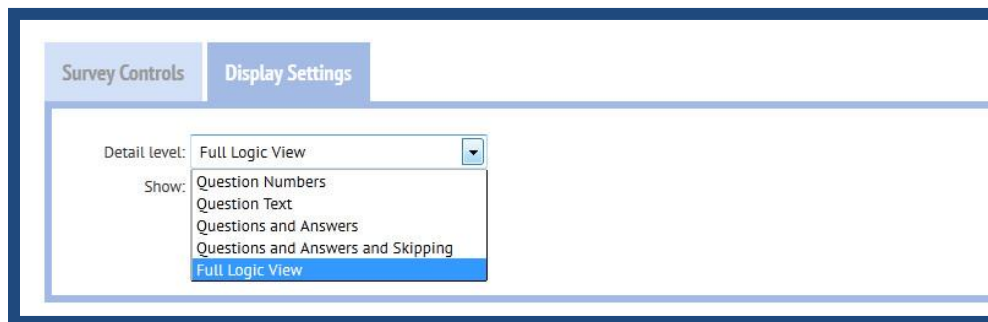 Survey Controls Display Settings
Detail level: Full Logic View
Show: Question Numbers
Question Text
Questions and Answers
Questions and Answers and Skipping
Full Logic View